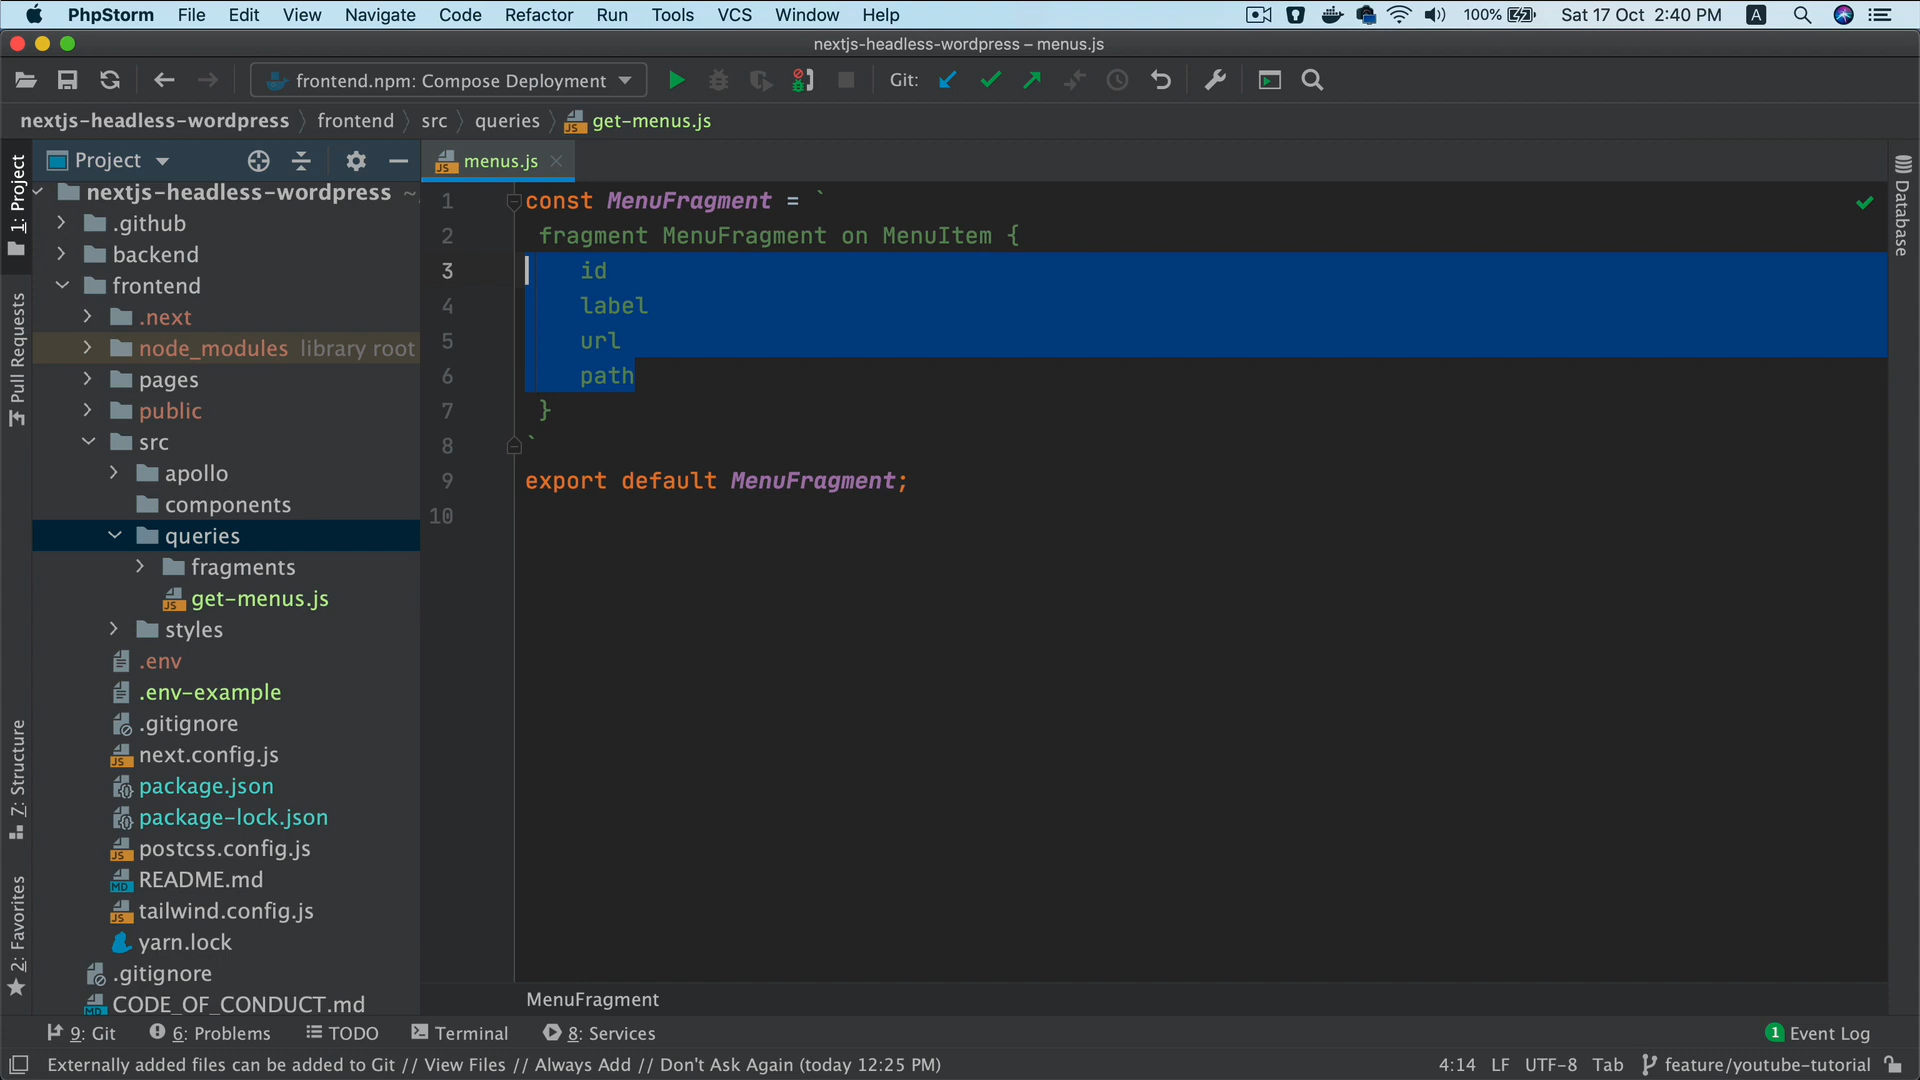 PhpStorm File Edit View Navigate Code Refactor Run Tools VCS Window Help 100% Sat 17 Oct 2:40 PM A
nextjs-headless-wordpress – menus.js
frontend.npm: Compose Deployment Git:
nextjs-headless-wordpress frontend src queries get-menus.js
Project
menus.js
1: Project
Pull Requests
Z: Structure
2: Favorites
nextjs-headless-wordpress ~
.github
backend
frontend
.next
node_modules library root
pages
public
src
apollo
components
queries
fragments
get-menus.js
styles
.env
.env-example
.gitignore
next.config.js
package.json
package-lock.json
postcss.config.js
README.md
tailwind.config.js
yarn.lock
.gitignore
CODE_OF_CONDUCT.md
1 const MenuFragment = `
2 fragment MenuFragment on MenuItem {
3 id
4 label
5 url
6 path
7 }
8 `
9 export default MenuFragment;
10
MenuFragment
Database
9: Git 6: Problems TODO Terminal 8: Services 1 Event Log
Externally added files can be added to Git // View Files // Always Add // Don't Ask Again (today 12:25 PM) 4:14 LF UTF-8 Tab feature/youtube-tutorial